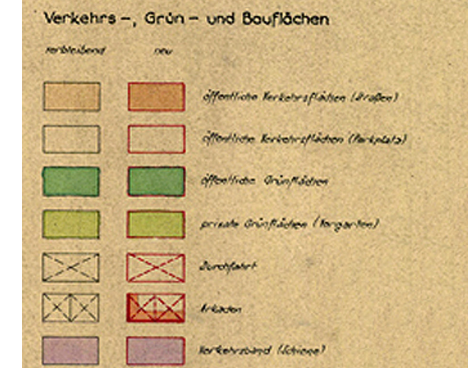 Verkehrs-, Grün- und Bauflächen
verbleibend neu
öffentliche Verkehrsflächen (Straßen)
öffentliche Verkehrsflächen (Parkplatz)
öffentliche Grünflächen
private Grünflächen (Vorgarten)
Durchfahrt
Arkaden
Verkehrsband (Schiene)